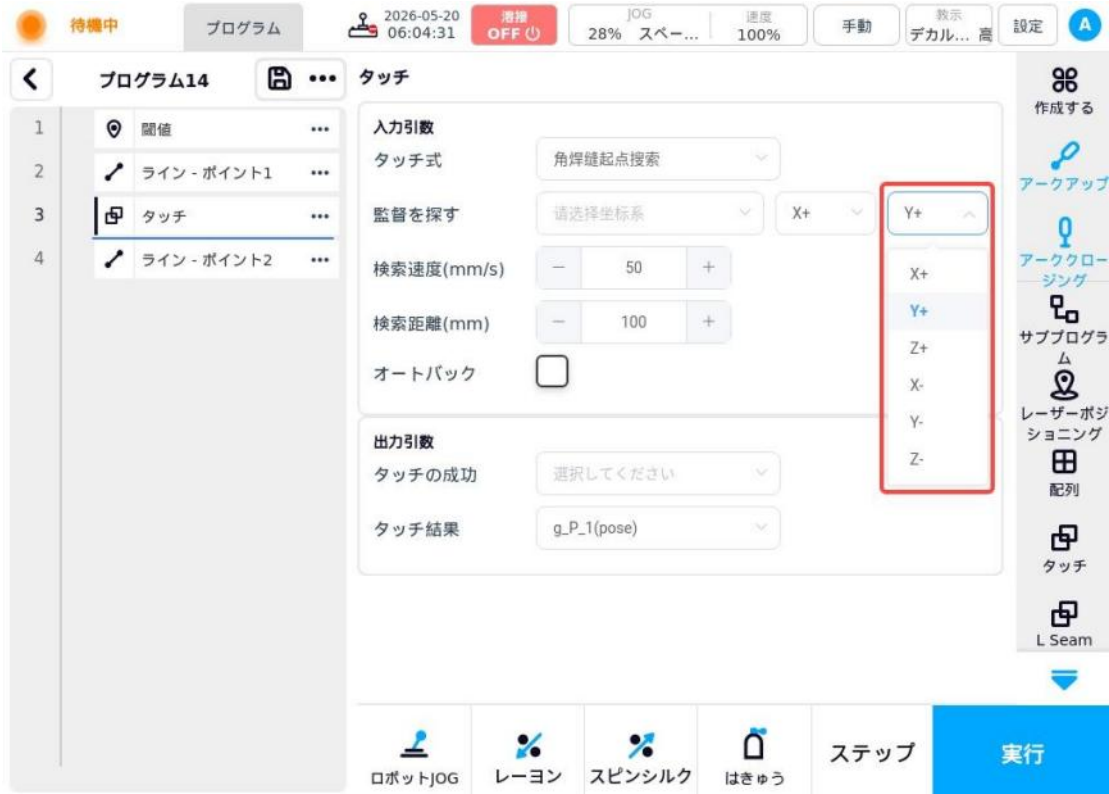 待機中
プログラム
2026-05-20
06:04:31
溶接
OFF
JOG
28% スペー...
速度
100%
手動
教示
デカル... 高
設定
A
プログラム14
•••
タッチ
1 閾値 •••
2 ライン - ポイント1 •••
3 タッチ •••
4 ライン - ポイント2 •••
入力引数
タッチ式 角焊缝起点搜索
監督を探す 请选择坐标系 X+ Y+
検索速度(mm/s) − 50 +
検索距離(mm) − 100 +
オートバック
X+
Y+
Z+
X-
Y-
Z-
出力引数
タッチの成功 選択してください
タッチ結果 g_P_1(pose)
作成する
アークアップ
アーククロー
ジング
サブプログラ
ム
レーザーポジ
ショニング
配列
タッチ
L Seam
ロボットJOG
レーヨン
スピンシルク
はきゅう
ステップ
実行